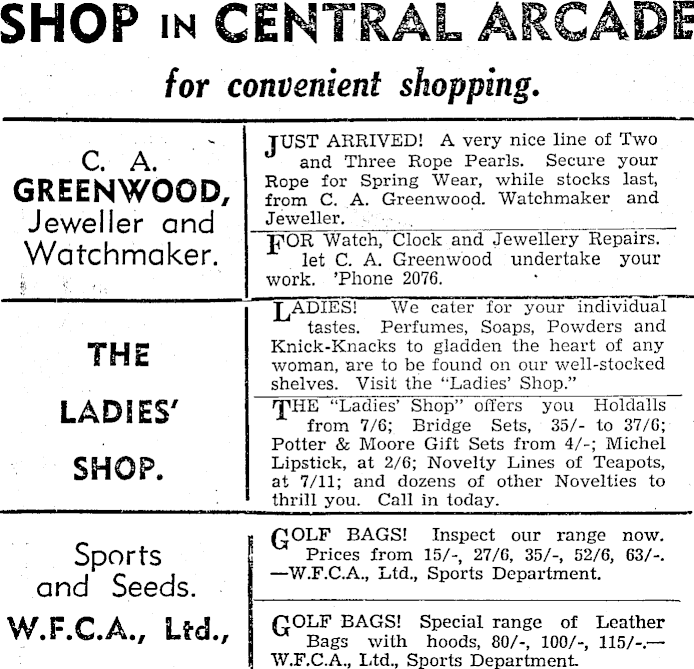 SHOP IN CENTRAL ARCADE
for convenient shopping.
C. A.
GREENWOOD,
Jeweller and
Watchmaker.
JUST ARRIVED! A very nice line of Two
and Three Rope Pearls. Secure your
Rope for Spring Wear, while stocks last,
from C. A. Greenwood. Watchmaker and
Jeweller.
FOR Watch, Clock and Jewellery Repairs.
let C. A. Greenwood undertake your
work. 'Phone 2076.
THE
LADIES'
SHOP.
LADIES! We cater for your individual
tastes. Perfumes, Soaps, Powders and
Knick-Knacks to gladden the heart of any
woman, are to be found on our well-stocked
shelves. Visit the "Ladies' Shop."
THE "Ladies' Shop" offers you Holdalls
from 7/6; Bridge Sets, 35/- to 37/6;
Potter & Moore Gift Sets from 4/-; Michel
Lipstick, at 2/6; Novelty Lines of Teapots,
at 7/11; and dozens of other Novelties to
thrill you. Call in today.
Sports
and Seeds.
W.F.C.A., Ltd.,
GOLF BAGS! Inspect our range now.
Prices from 15/-, 27/6, 35/-, 52/6, 63/-.
—W.F.C.A., Ltd., Sports Department.
GOLF BAGS! Special range of Leather
Bags with hoods, 80/-, 100/-, 115/-.—
W.F.C.A., Ltd., Sports Department.